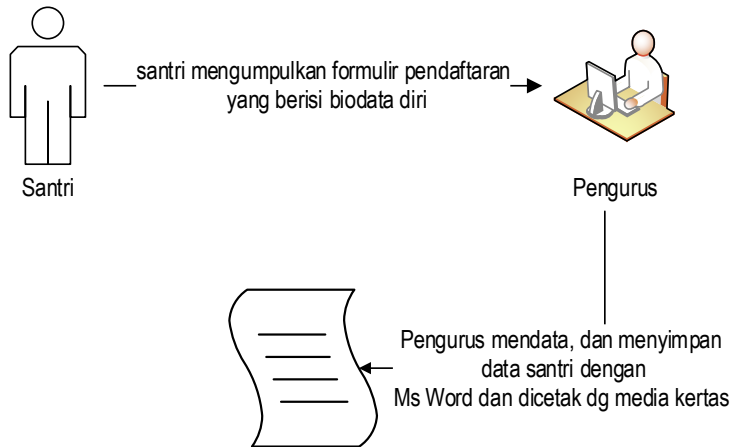 santri mengumpulkan formulir pendaftaran
yang berisi biodata diri
Santri
Pengurus
Pengurus mendata, dan menyimpan
data santri dengan
Ms Word dan dicetak dg media kertas